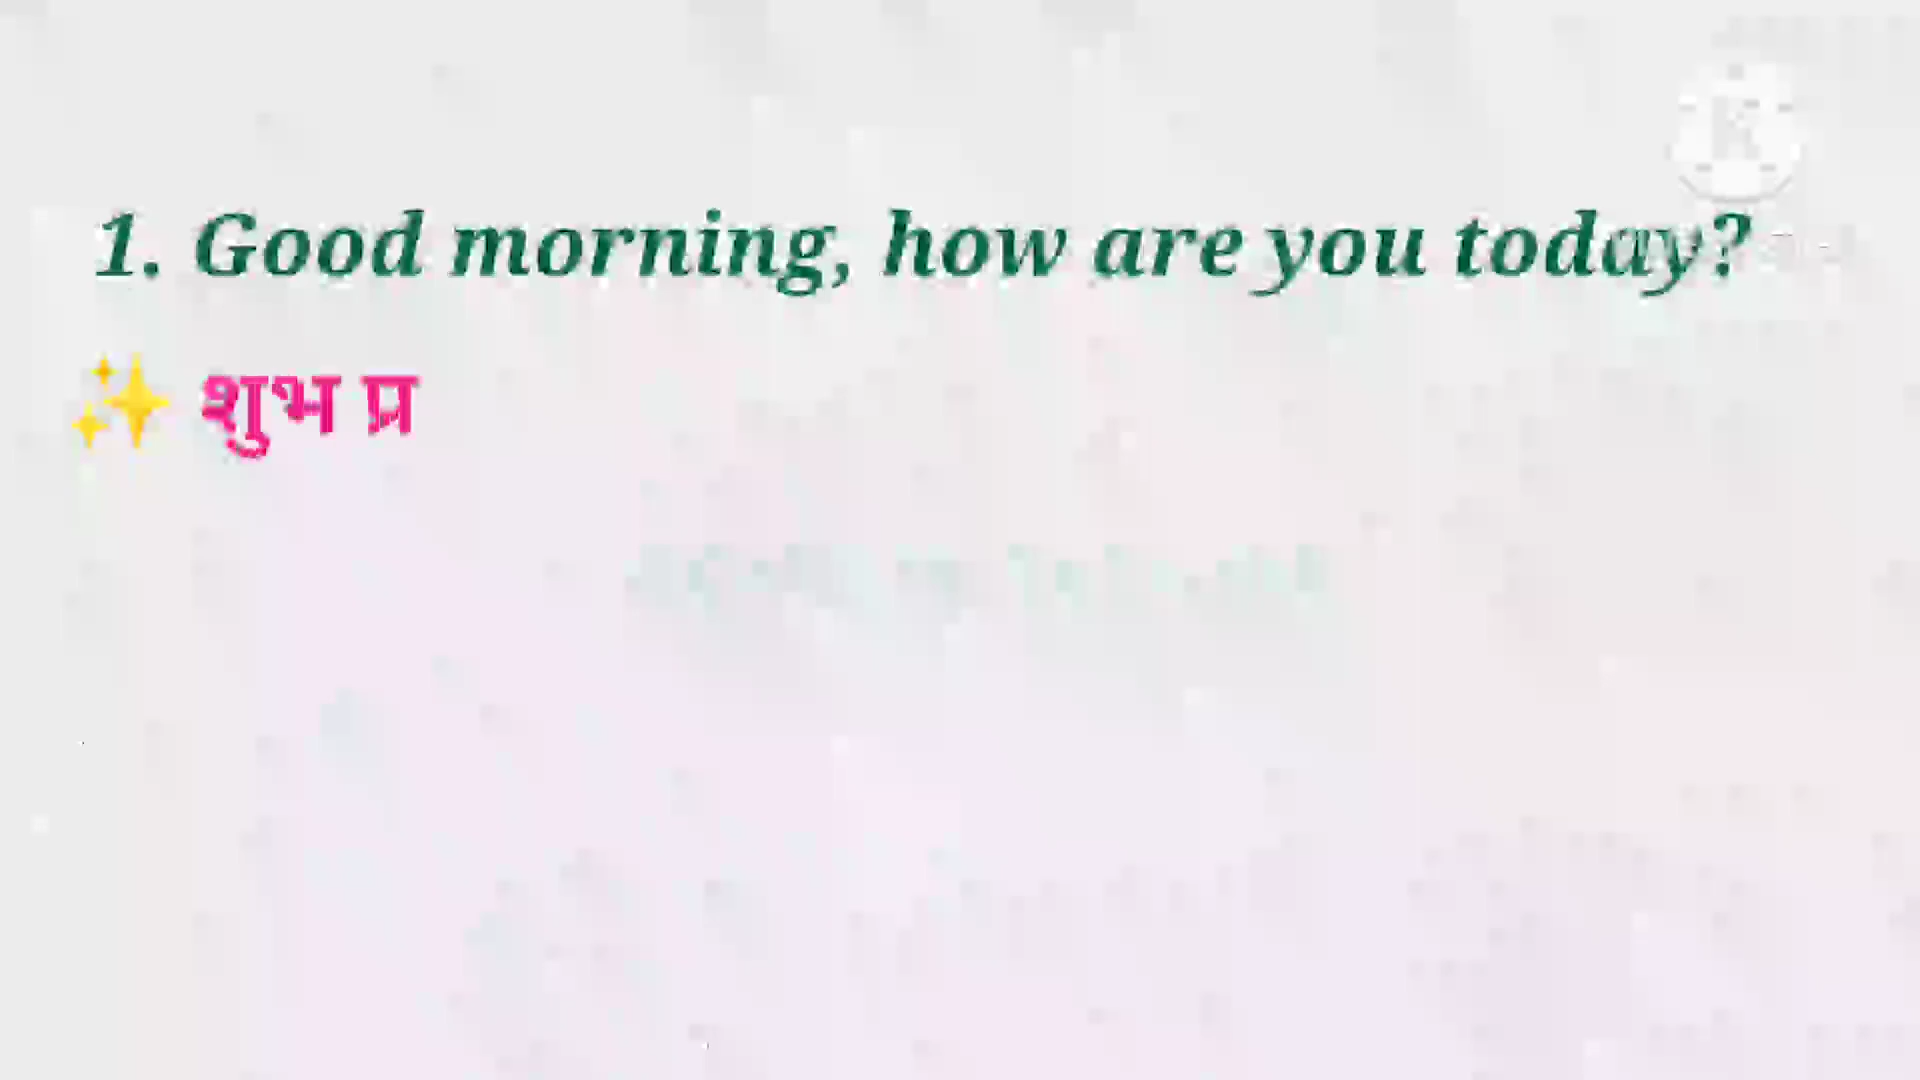 1. Good morning, how are you today?
✨ शुभ प्र